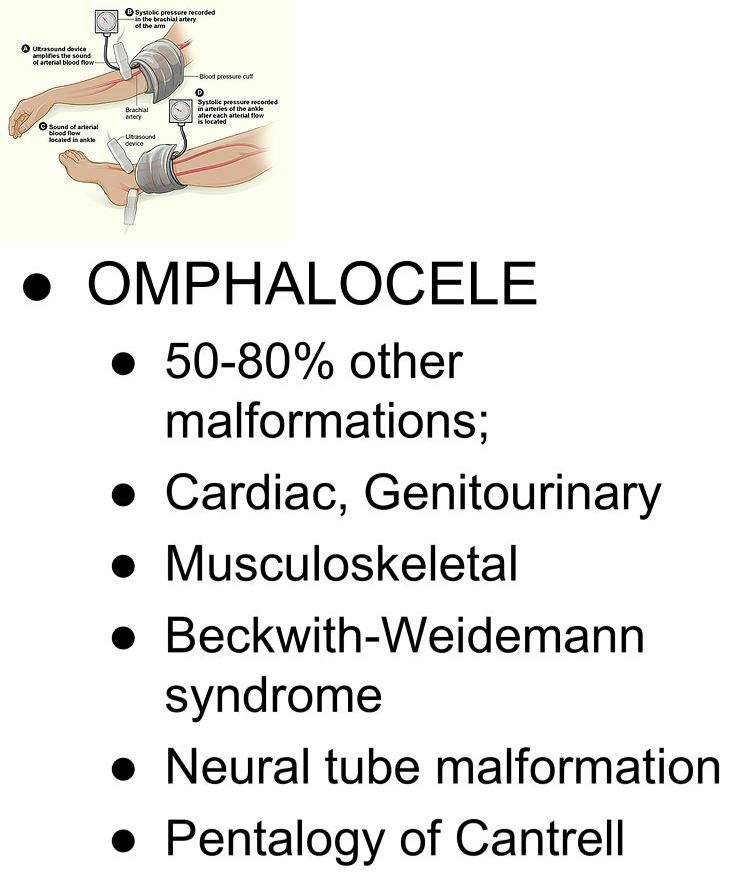 B Systolic pressure recorded
in the brachial artery
of the arm
A Ultrasound device
amplifies the sound
of arterial blood flow
Blood pressure cuff
D
Systolic pressure recorded
in arteries of the ankle
after each arterial flow
is located
Brachial
artery
C Sound of arterial
blood flow
located in ankle
Ultrasound
device
● OMPHALOCELE
● 50-80% other
malformations;
● Cardiac, Genitourinary
● Musculoskeletal
● Beckwith-Weidemann
syndrome
● Neural tube malformation
● Pentalogy of Cantrell